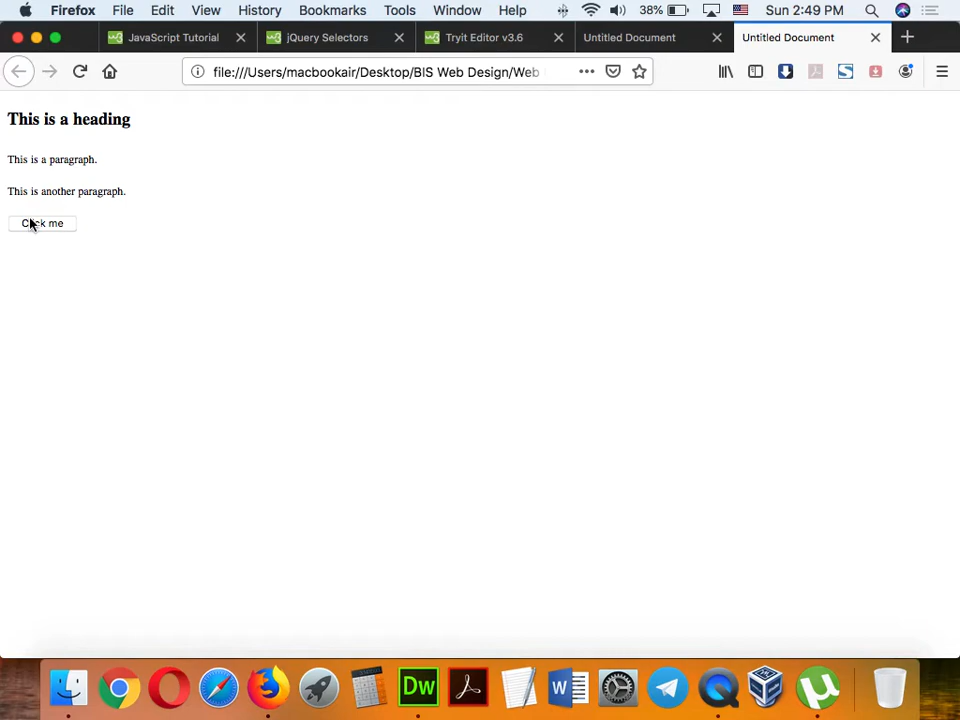 Firefox File Edit View History Bookmarks Tools Window Help 38% Sun 2:49 PM
JavaScript Tutorial jQuery Selectors Tryit Editor v3.6 Untitled Document Untitled Document
file:///Users/macbookair/Desktop/BIS Web Design/Web
This is a heading
This is a paragraph.
This is another paragraph.
Click me
Dw W